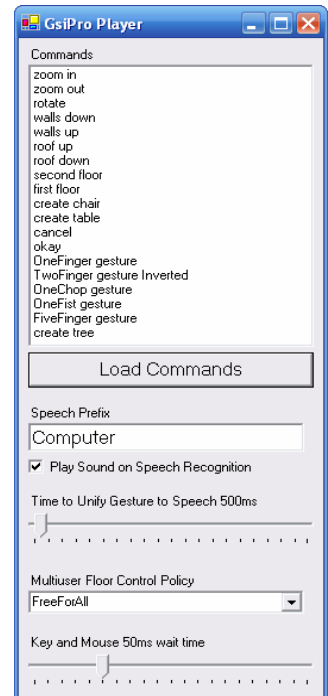 GsiPro Player
Commands
zoom in
zoom out
rotate
walls down
walls up
roof up
roof down
second floor
first floor
create chair
create table
cancel
okay
OneFinger gesture
TwoFinger gesture Inverted
OneChop gesture
OneFist gesture
FiveFinger gesture
create tree
Load Commands
Speech Prefix
Computer
Play Sound on Speech Recognition
Time to Unify Gesture to Speech 500ms
Multiuser Floor Control Policy
FreeForAll
Key and Mouse 50ms wait time